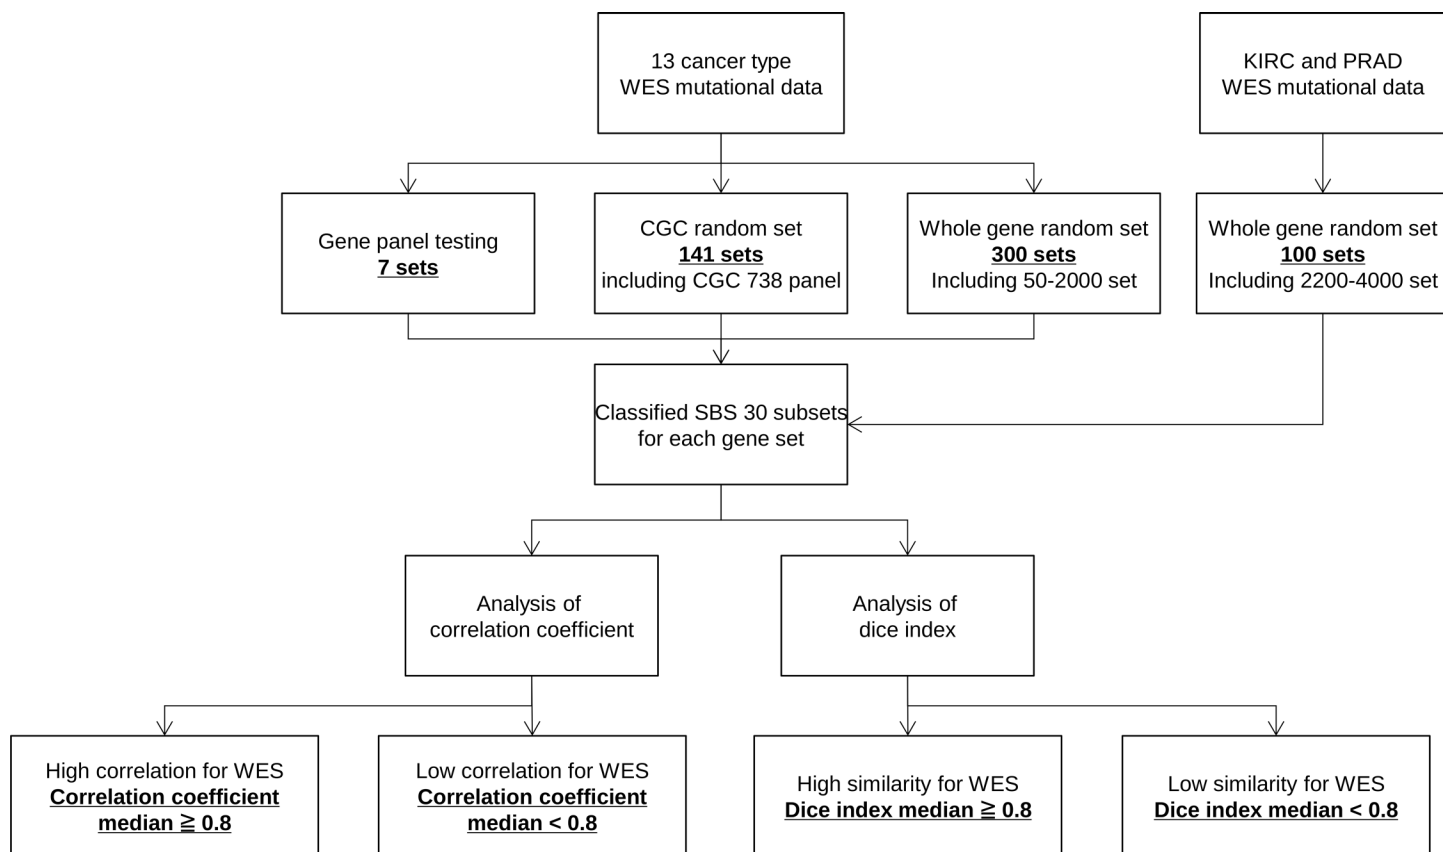 13 cancer type
WES mutational data
KIRC and PRAD
WES mutational data
Gene panel testing
7 sets
CGC random set
141 sets
including CGC 738 panel
Whole gene random set
300 sets
Including 50-2000 set
Whole gene random set
100 sets
Including 2200-4000 set
Classified SBS 30 subsets
for each gene set
Analysis of
correlation coefficient
Analysis of
dice index
High correlation for WES
Correlation coefficient
median ≧ 0.8
Low correlation for WES
Correlation coefficient
median < 0.8
High similarity for WES
Dice index median ≧ 0.8
Low similarity for WES
Dice index median < 0.8